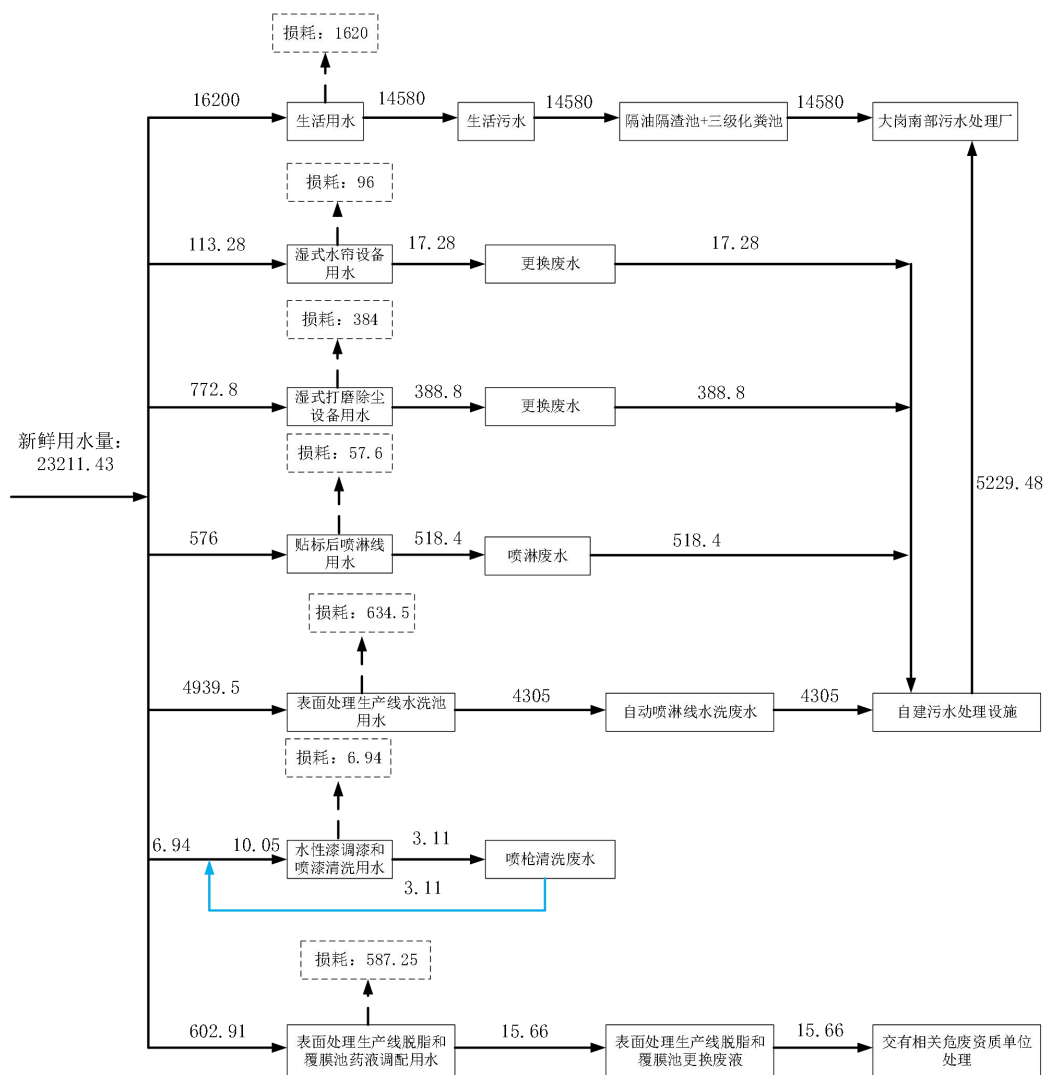 损耗：1620
16200
生活用水
14580
生活污水
14580
隔油隔渣池+三级化粪池
14580
大岗南部污水处理厂
损耗：96
113.28
湿式水帘设备
用水
17.28
更换废水
17.28
损耗：384
772.8
湿式打磨除尘
设备用水
388.8
更换废水
388.8
新鲜用水量：
23211.43
损耗：57.6
5229.48
576
贴标后喷淋线
用水
518.4
喷淋废水
518.4
损耗：634.5
4939.5
表面处理生产线水洗池
用水
4305
自动喷淋线水洗废水
4305
自建污水处理设施
损耗：6.94
6.94
10.05
水性漆调漆和
喷漆清洗用水
3.11
喷枪清洗废水
3.11
损耗：587.25
602.91
表面处理生产线脱脂和
覆膜池药液调配用水
15.66
表面处理生产线脱脂和
覆膜池更换废液
15.66
交有相关危废资质单位
处理